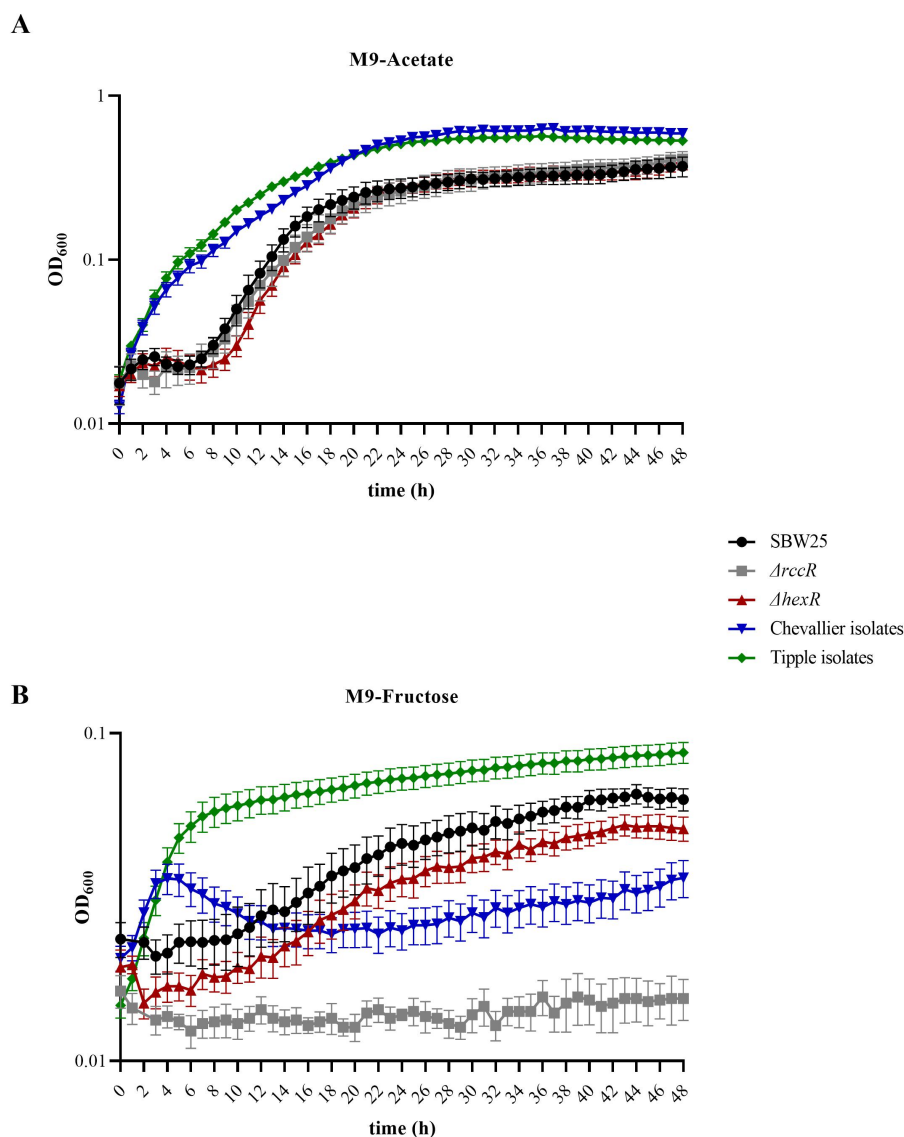 A
M9-Acetate
1
0.1
0.01
OD600
0 2 4 6 8 10 12 14 16 18 20 22 24 26 28 30 32 34 36 38 40 42 44 46 48
time (h)
SBW25
ΔrccR
ΔhexR
Chevallier isolates
Tipple isolates
B
M9-Fructose
0.1
0.01
OD600
0 2 4 6 8 10 12 14 16 18 20 22 24 26 28 30 32 34 36 38 40 42 44 46 48
time (h)